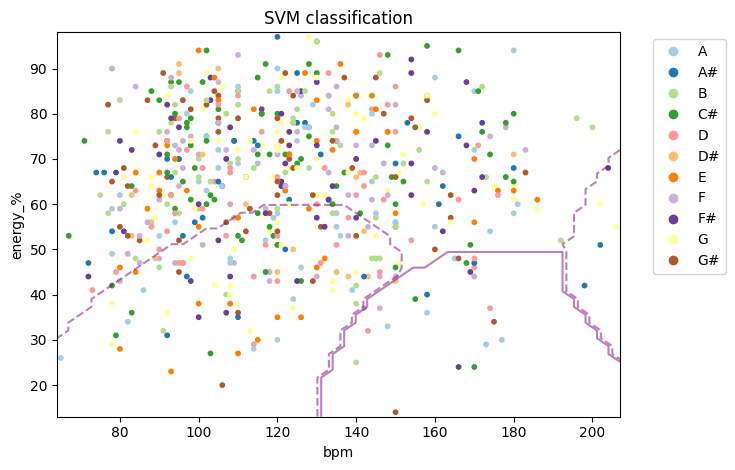 SVM classification
energy_%
90
80
70
60
50
40
30
20
80
100
120
140
160
180
200
bpm
A
A#
B
C#
D
D#
E
F
F#
G
G#